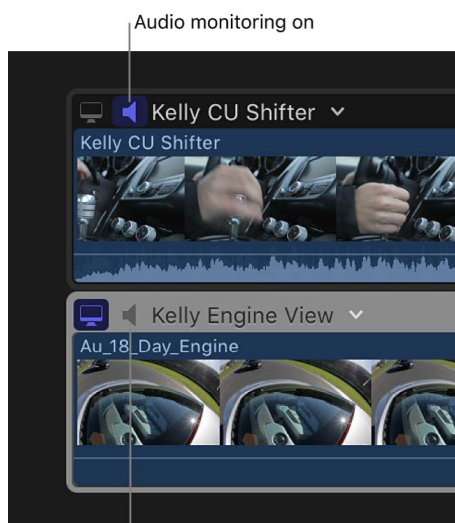 Audio monitoring on
Kelly CU Shifter
Kelly CU Shifter
Kelly Engine View
Au_18_Day_Engine